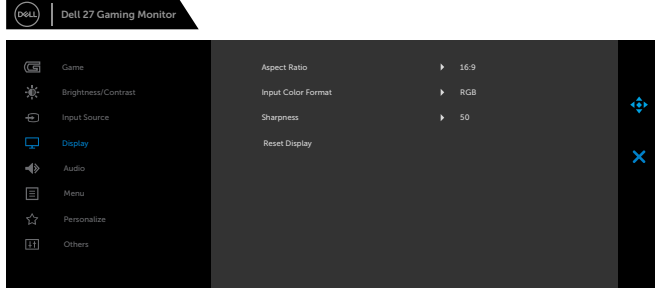 DELL
Dell 27 Gaming Monitor
Game
Aspect Ratio 16:9
Brightness/Contrast
Input Color Format RGB
Input Source
Sharpness 50
Display
Reset Display
Audio
Menu
Personalize
Others